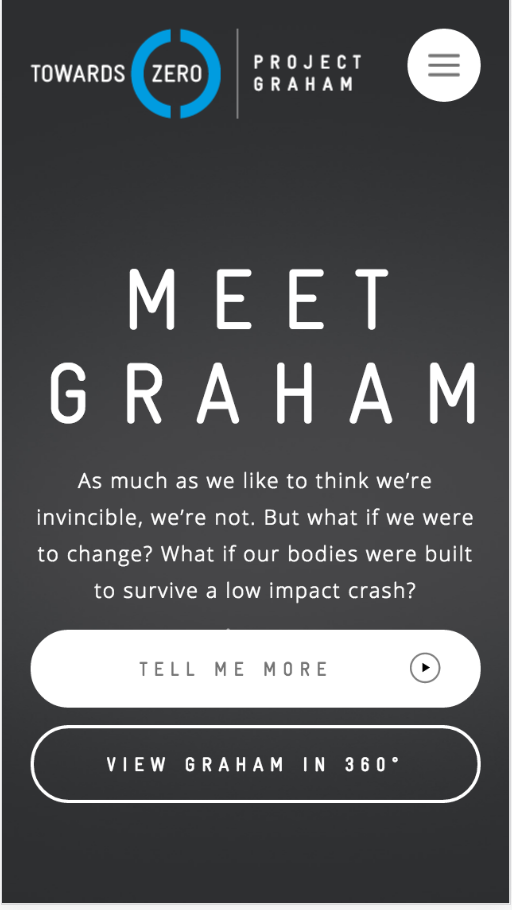 TOWARDS ZERO
PROJECT
GRAHAM
MEET
GRAHAM
As much as we like to think we’re
invincible, we’re not. But what if we were
to change? What if our bodies were built
to survive a low impact crash?
TELL ME MORE
VIEW GRAHAM IN 360°